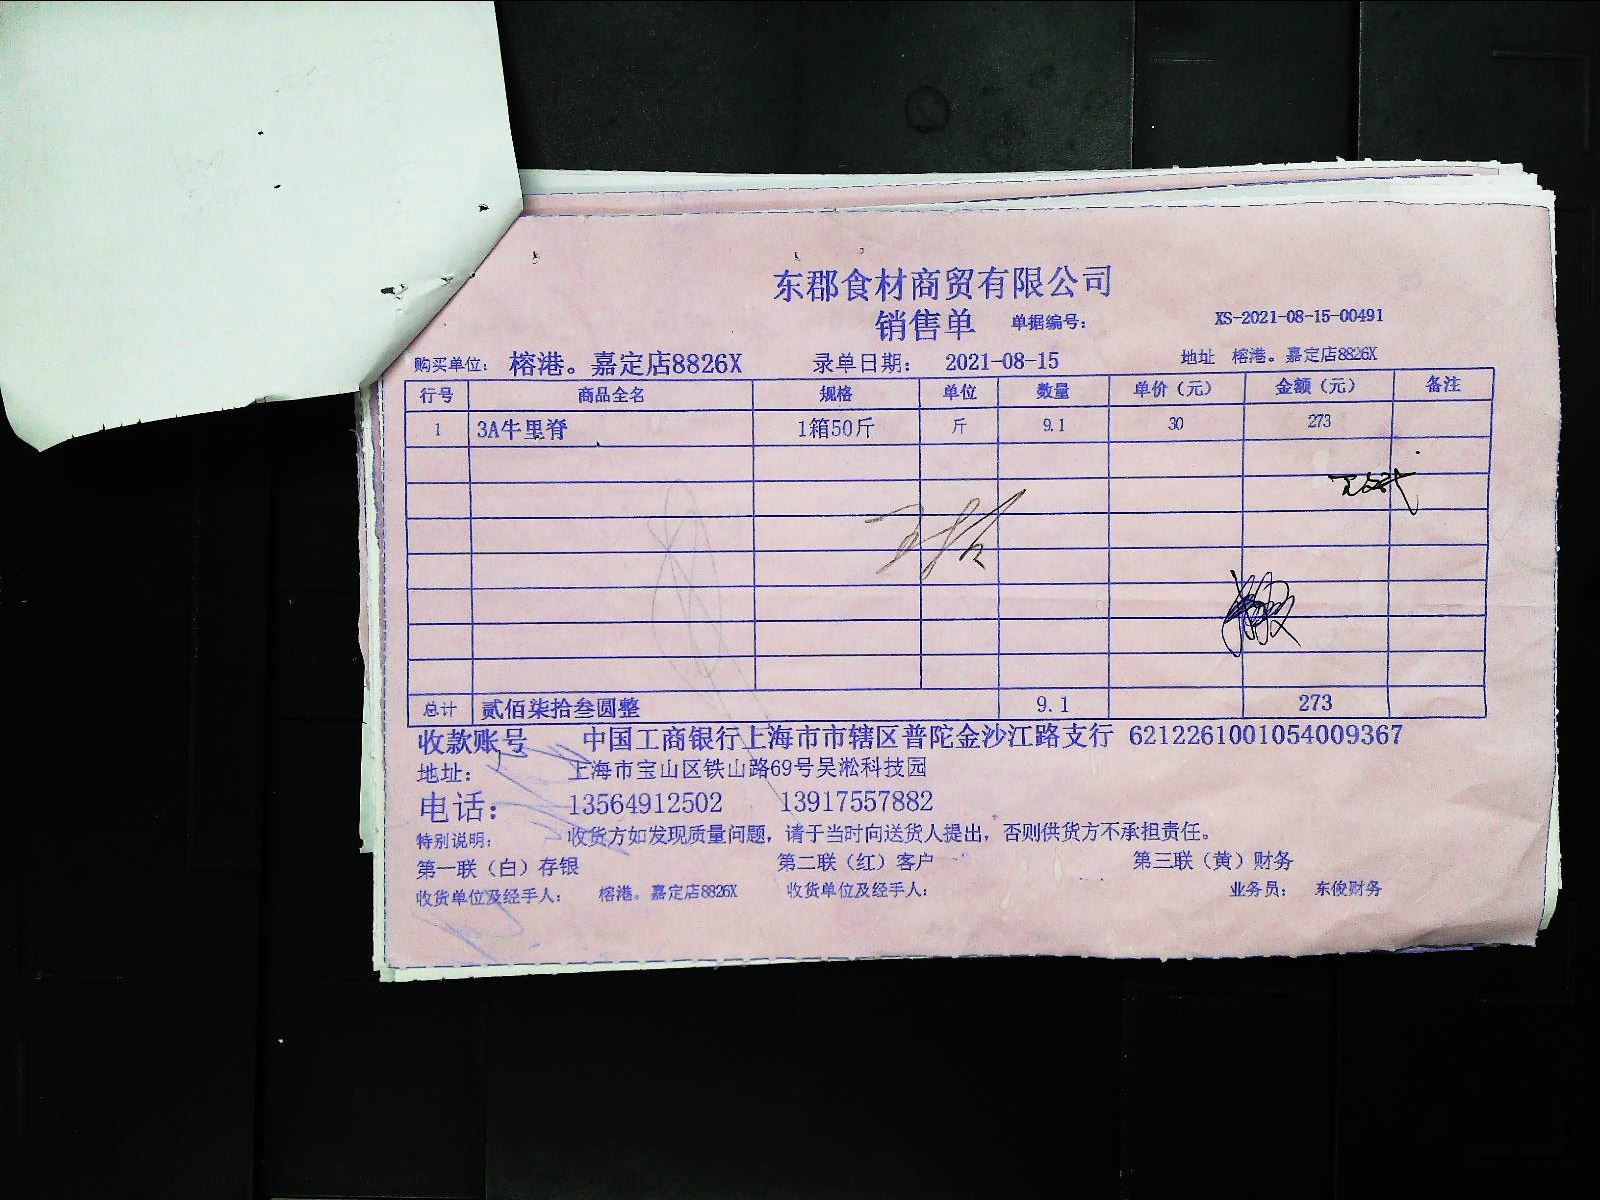 东郡食材商贸有限公司
销售单 单据编号: XS-2021-08-15-00491
购买单位: 榕港。嘉定店8826X 录单日期: 2021-08-15 地址 榕港。嘉定店8826X
行号 商品全名 规格 单位 数量 单价（元） 金额（元） 备注
1 3A牛里脊 1箱50斤 斤 9.1 30 273
总计 贰佰柒拾叁圆整 9.1 273
收款账号 中国工商银行上海市市辖区普陀金沙江路支行 6212261001054009367
地址: 上海市宝山区铁山路69号吴淞科技园
电话: 13564912502 13917557882
特别说明: 收货方如发现质量问题，请于当时向送货人提出，否则供货方不承担责任。
第一联（白）存银 第二联（红）客户 第三联（黄）财务
收货单位及经手人: 榕港。嘉定店8826X 收货单位及经手人: 业务员: 东俊财务